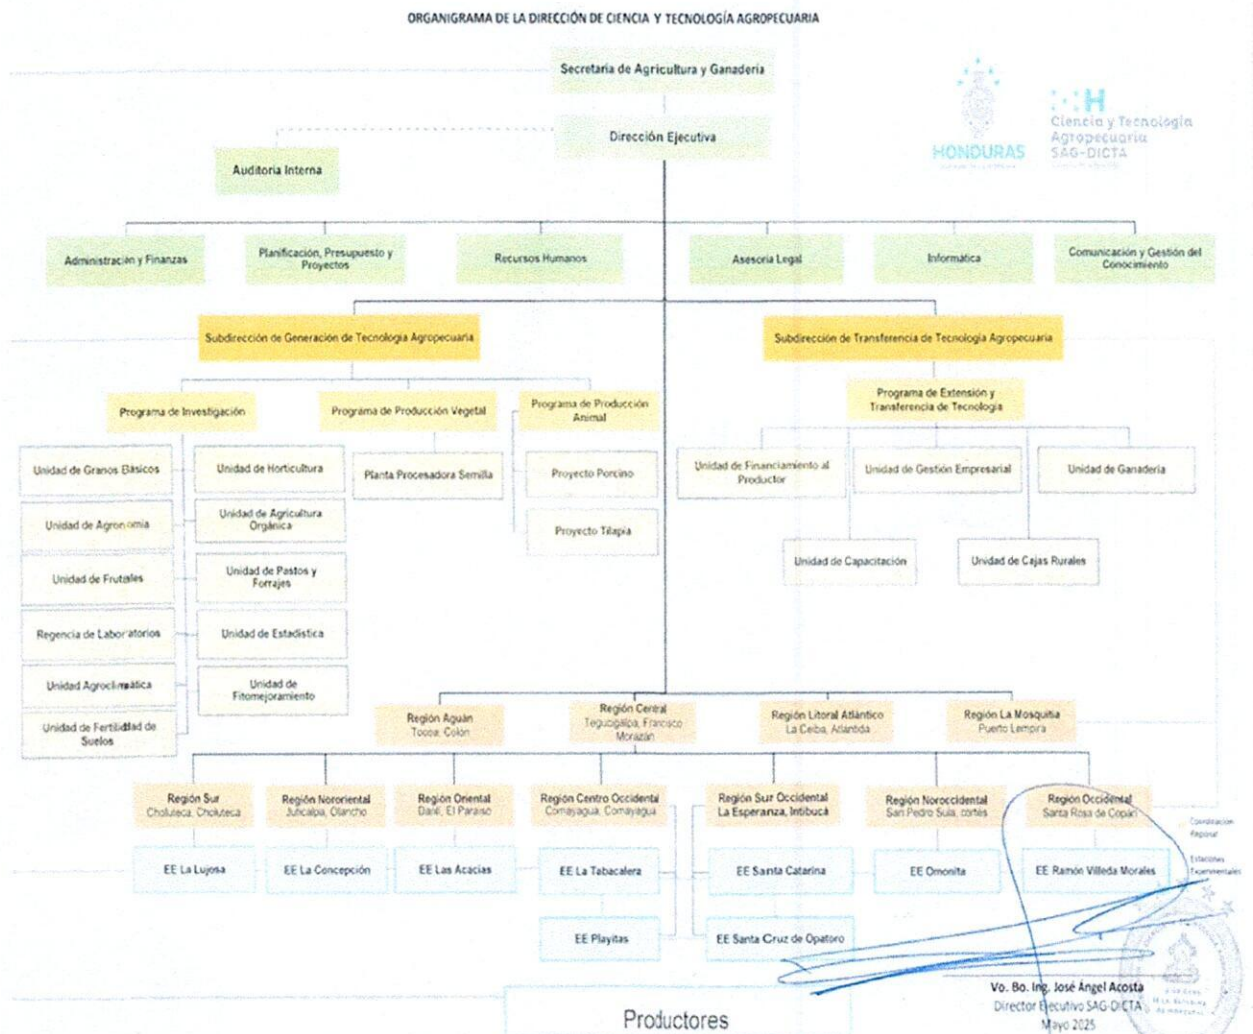 ORGANIGRAMA DE LA DIRECCIÓN DE CIENCIA Y TECNOLOGÍA AGROPECUARIA
Secretaria de Agricultura y Ganadería
HONDURAS
H
Ciencia y Tecnología
Agropecuaria
SAG-DICTA
Dirección Ejecutiva
Auditoria Interna
Administración y Finanzas
Planificación, Presupuesto y
Proyectos
Recursos Humanos
Asesoria Legal
Informática
Comunicación y Gestión del
Conocimiento
Subdirección de Generación de Tecnología Agropecuaria
Subdirección de Transferencia de Tecnología Agropecuaria
Programa de Investigación
Programa de Producción Vegetal
Programa de Producción
Animal
Programa de Extensión y
Transferencia de Tecnología
Unidad de Granos Básicos
Unidad de Horticultura
Planta Procesadora Semilla
Proyecto Porcino
Unidad de Financiamiento al
Productor
Unidad de Gestión Empresarial
Unidad de Ganadería
Unidad de Agronomía
Unidad de Agricultura
Orgánica
Proyecto Tilapia
Unidad de Frutales
Unidad de Pastos y
Forrajes
Unidad de Capacitación
Unidad de Cajas Rurales
Regencia de Laboratorios
Unidad de Estadística
Unidad Agroclimática
Unidad de
Fitomejoramiento
Unidad de Fertilidad de
Suelos
Región Aguán
Tocoa, Colón
Región Central
Tegucigalpa, Francisco
Morazán
Región Litoral Atlántico
La Ceiba, Atlántida
Región La Mosquitia
Puerto Lempira
Región Sur
Choluteca, Choluteca
Región Nororiental
Juticalpa, Olancho
Región Oriental
Danlí, El Paraíso
Región Centro Occidental
Comayagua, Comayagua
Región Sur Occidental
La Esperanza, Intibucá
Región Noroccidental
San Pedro Sula, cortés
Región Occidental
Santa Rosa de Copán
Coordinación
Regional
EE La Lujosa
EE La Concepción
EE Las Acacias
EE La Tabacalera
EE Santa Catarina
EE Omonita
EE Ramón Villeda Morales
Estaciones
Experimentales
EE Playitas
EE Santa Cruz de Opatoro
Productores
Vo. Bo. Ing. José Ángel Acosta
Director Ejecutivo SAG-DICTA
Mayo 2025